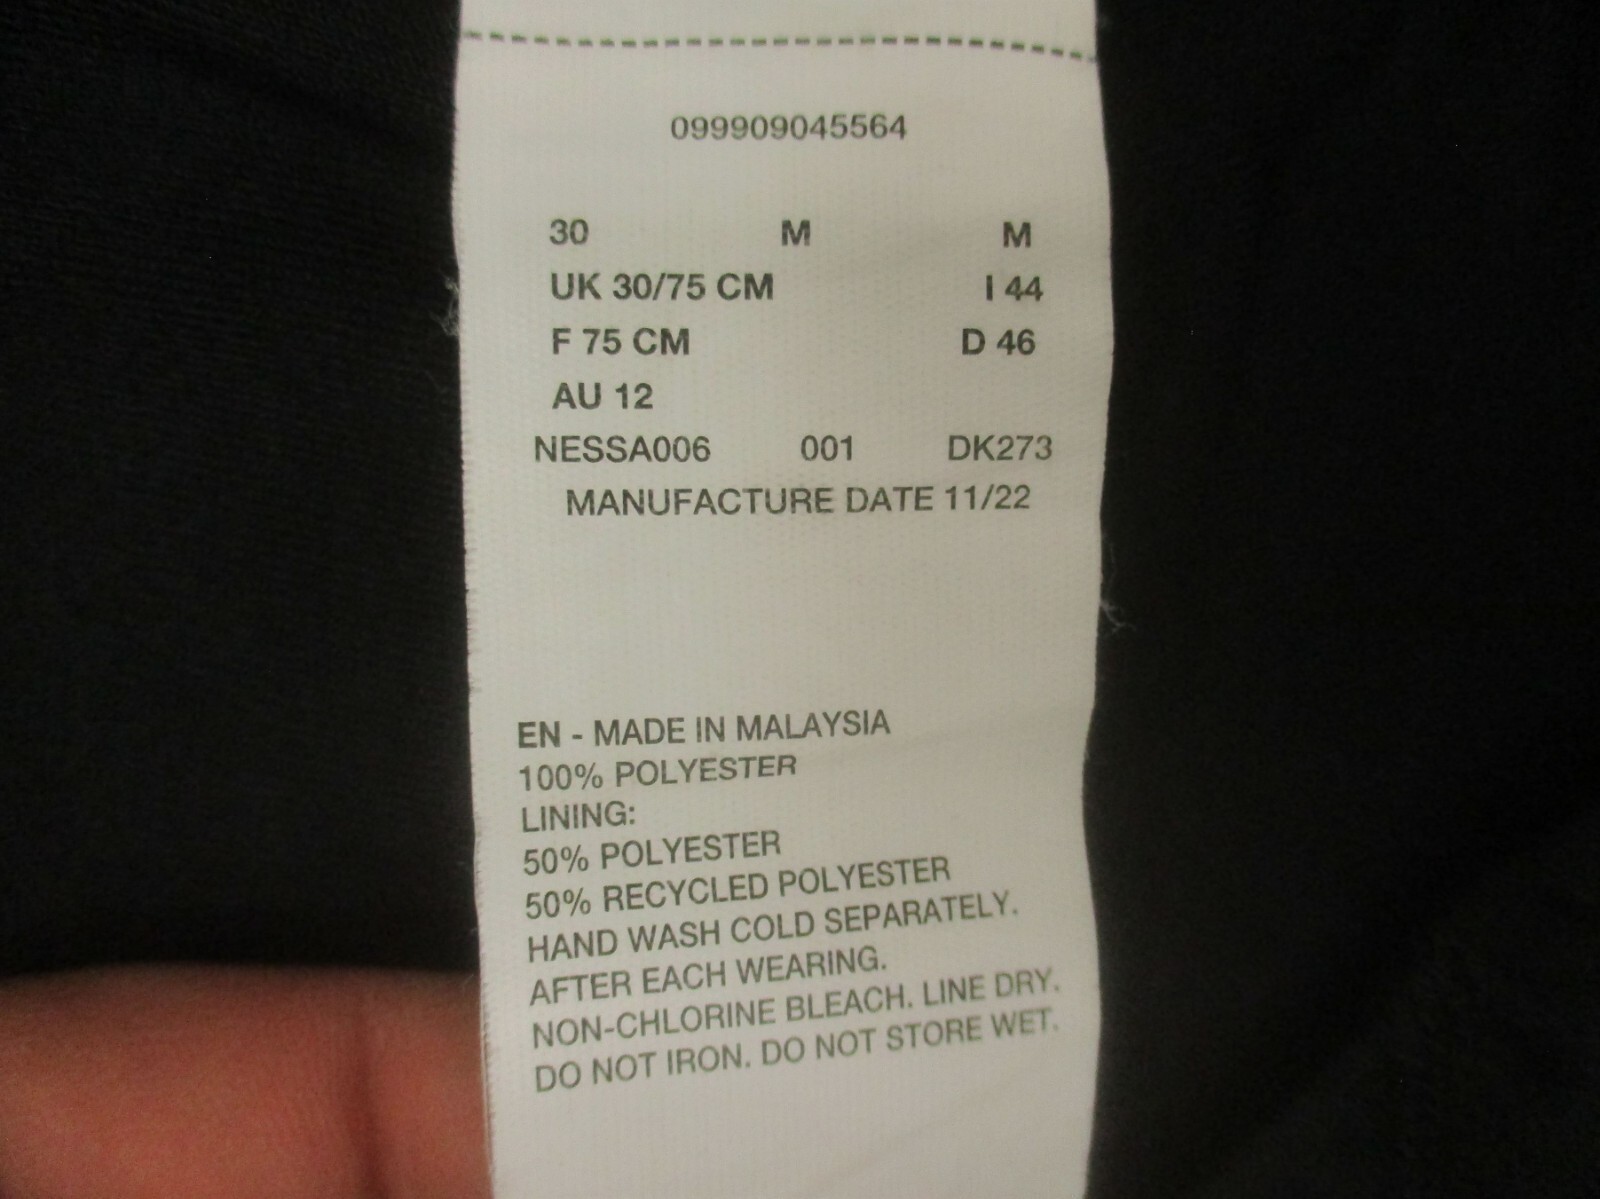 099909045564
30 M M
UK 30/75 CM I 44
F 75 CM D 46
AU 12
NESSA006 001 DK273
MANUFACTURE DATE 11/22
EN - MADE IN MALAYSIA
100% POLYESTER
LINING:
50% POLYESTER
50% RECYCLED POLYESTER
HAND WASH COLD SEPARATELY.
AFTER EACH WEARING.
NON-CHLORINE BLEACH. LINE DRY.
DO NOT IRON. DO NOT STORE WET.